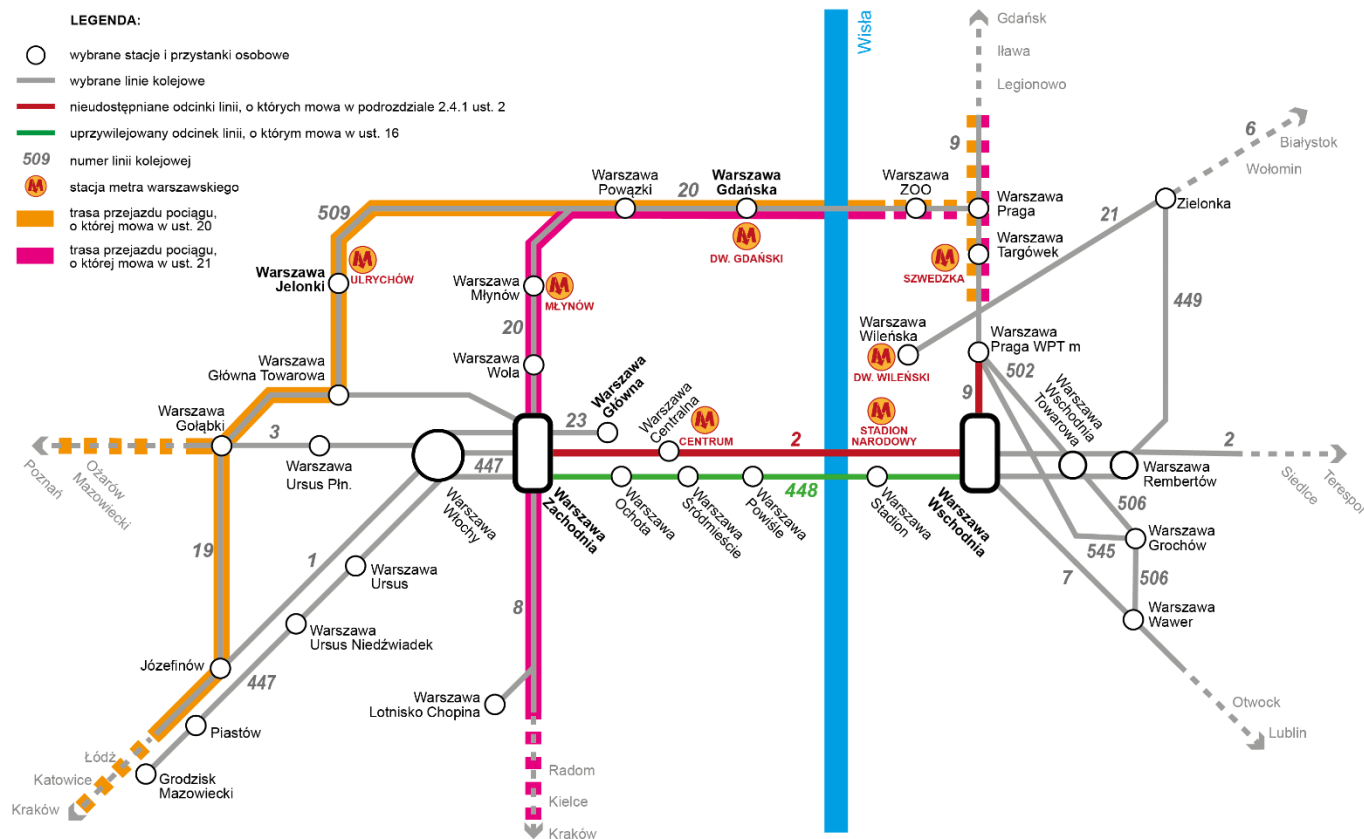 LEGENDA:
wybrane stacje i przystanki osobowe
wybrane linie kolejowe
nieudostępniane odcinki linii, o których mowa w podrozdziale 2.4.1 ust. 2
uprzywilejowany odcinek linii, o którym mowa w ust. 16
509
numer linii kolejowej
stacja metra warszawskiego
trasa przejazdu pociągu,
o której mowa w ust. 20
trasa przejazdu pociągu,
o której mowa w ust. 21
Wisła
Gdańsk
Iława
Legionowo
9
6
Białystok
Wołomin
Warszawa
Powązki
Warszawa
Gdańska
20
Warszawa
ZOO
Warszawa
Praga
Zielonka
21
509
DW. GDAŃSKI
Warszawa
Targówek
SZWEDZKA
ULRYCHÓW
Warszawa
Jelonki
Warszawa
Młynów
MŁYNÓW
449
20
Warszawa
Wileńska
DW. WILEŃSKI
Warszawa
Praga WPT m
502
Warszawa
Główna Towarowa
Warszawa
Wola
9
Warszawa
Wschodnia
Towarowa
Warszawa
Gołąbki
3
23
Warszawa
Główna
Warszawa
Centralna
CENTRUM
2
STADION
NARODOWY
2
Poznań
Ożarów
Mazowiecki
Warszawa
Ursus Płn.
447
Warszawa
Włochy
Warszawa
Zachodnia
Warszawa
Ochota
Warszawa
Śródmieście
Warszawa
Powiśle
448
Warszawa
Stadion
Warszawa
Wschodnia
Warszawa
Rembertów
Siedlce
Terespol
506
Warszawa
Grochów
545
506
19
1
Warszawa
Ursus
7
8
Warszawa
Wawer
Warszawa
Ursus Niedźwiadek
Józefinów
447
Warszawa
Lotnisko Chopina
Otwock
Lublin
Piastów
Łódź
Katowice
Kraków
Grodzisk
Mazowiecki
Radom
Kielce
Kraków